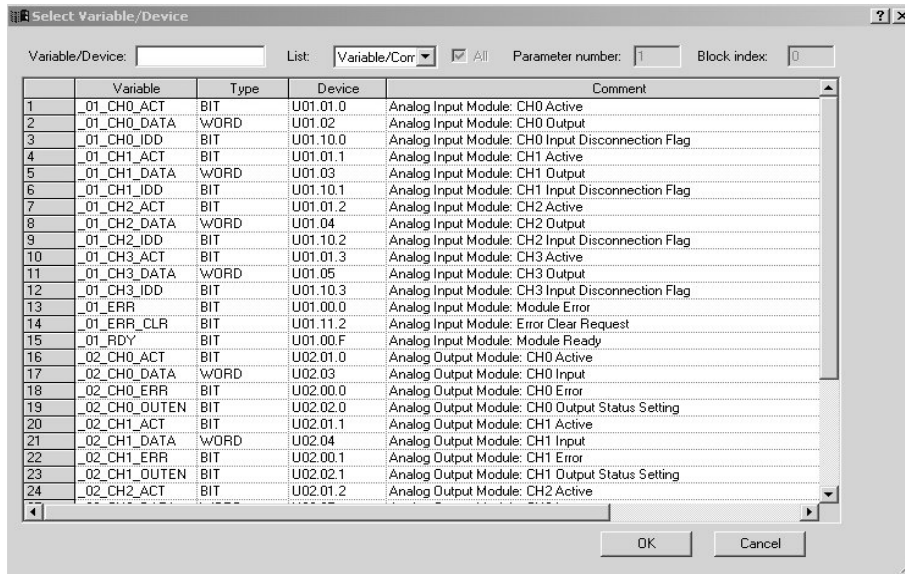 Select Variable/Device
Variable/Device: List: Variable/Com All Parameter number: 1 Block index: 0
Variable Type Device Comment
1 _01_CH0_ACT BIT U01.01.0 Analog Input Module: CH0 Active
2 _01_CH0_DATA WORD U01.02 Analog Input Module: CH0 Output
3 _01_CH0_IDD BIT U01.10.0 Analog Input Module: CH0 Input Disconnection Flag
4 _01_CH1_ACT BIT U01.01.1 Analog Input Module: CH1 Active
5 _01_CH1_DATA WORD U01.03 Analog Input Module: CH1 Output
6 _01_CH1_IDD BIT U01.10.1 Analog Input Module: CH1 Input Disconnection Flag
7 _01_CH2_ACT BIT U01.01.2 Analog Input Module: CH2 Active
8 _01_CH2_DATA WORD U01.04 Analog Input Module: CH2 Output
9 _01_CH2_IDD BIT U01.10.2 Analog Input Module: CH2 Input Disconnection Flag
10 _01_CH3_ACT BIT U01.01.3 Analog Input Module: CH3 Active
11 _01_CH3_DATA WORD U01.05 Analog Input Module: CH3 Output
12 _01_CH3_IDD BIT U01.10.3 Analog Input Module: CH3 Input Disconnection Flag
13 _01_ERR BIT U01.00.0 Analog Input Module: Module Error
14 _01_ERR_CLR BIT U01.11.2 Analog Input Module: Error Clear Request
15 _01_RDY BIT U01.00.F Analog Input Module: Module Ready
16 _02_CH0_ACT BIT U02.01.0 Analog Output Module: CH0 Active
17 _02_CH0_DATA WORD U02.03 Analog Output Module: CH0 Input
18 _02_CH0_ERR BIT U02.00.0 Analog Output Module: CH0 Error
19 _02_CH0_OUTEN BIT U02.02.0 Analog Output Module: CH0 Output Status Setting
20 _02_CH1_ACT BIT U02.01.1 Analog Output Module: CH1 Active
21 _02_CH1_DATA WORD U02.04 Analog Output Module: CH1 Input
22 _02_CH1_ERR BIT U02.00.1 Analog Output Module: CH1 Error
23 _02_CH1_OUTEN BIT U02.02.1 Analog Output Module: CH1 Output Status Setting
24 _02_CH2_ACT BIT U02.01.2 Analog Output Module: CH2 Active
OK Cancel